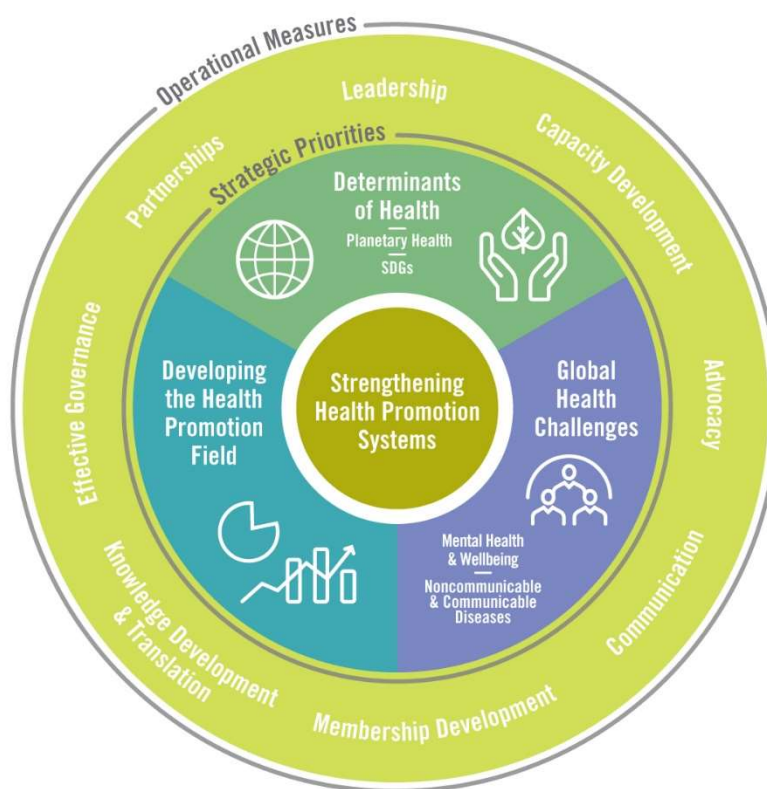 Operational Measures
Leadership
Capacity Development
Advocacy
Communication
Membership Development
Knowledge Development
& Translation
Effective Governance
Partnerships
Strategic Priorities
Determinants
of Health
Planetary Health
SDGs
Global
Health
Challenges
Mental Health
& Wellbeing
Noncommunicable
& Communicable
Diseases
Developing
the Health
Promotion
Field
Strengthening
Health Promotion
Systems